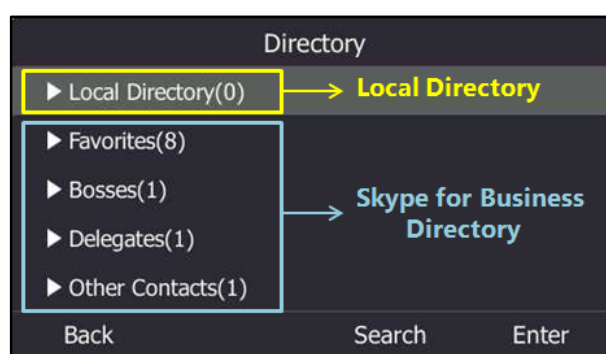 Directory
▶ Local Directory(0) Local Directory
▶ Favorites(8)
▶ Bosses(1)
▶ Delegates(1)
▶ Other Contacts(1)
Skype for Business
Directory
Back Search Enter